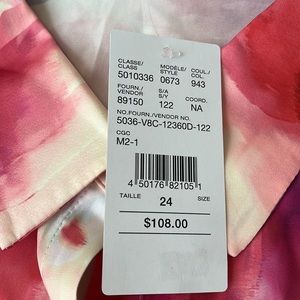 CLASSE/ MODÈLE/ COUL./
CLASS STYLE COL.
5010336 0673 943
FOURN./ S/A
VENDOR S/Y COORD.
89150 122 NA
NO.FOURN./VENDOR NO.
5036-V8C-12360D-122
CGC
M2-1
4 50176 82105 1
TAILLE 24 SIZE
$108.00